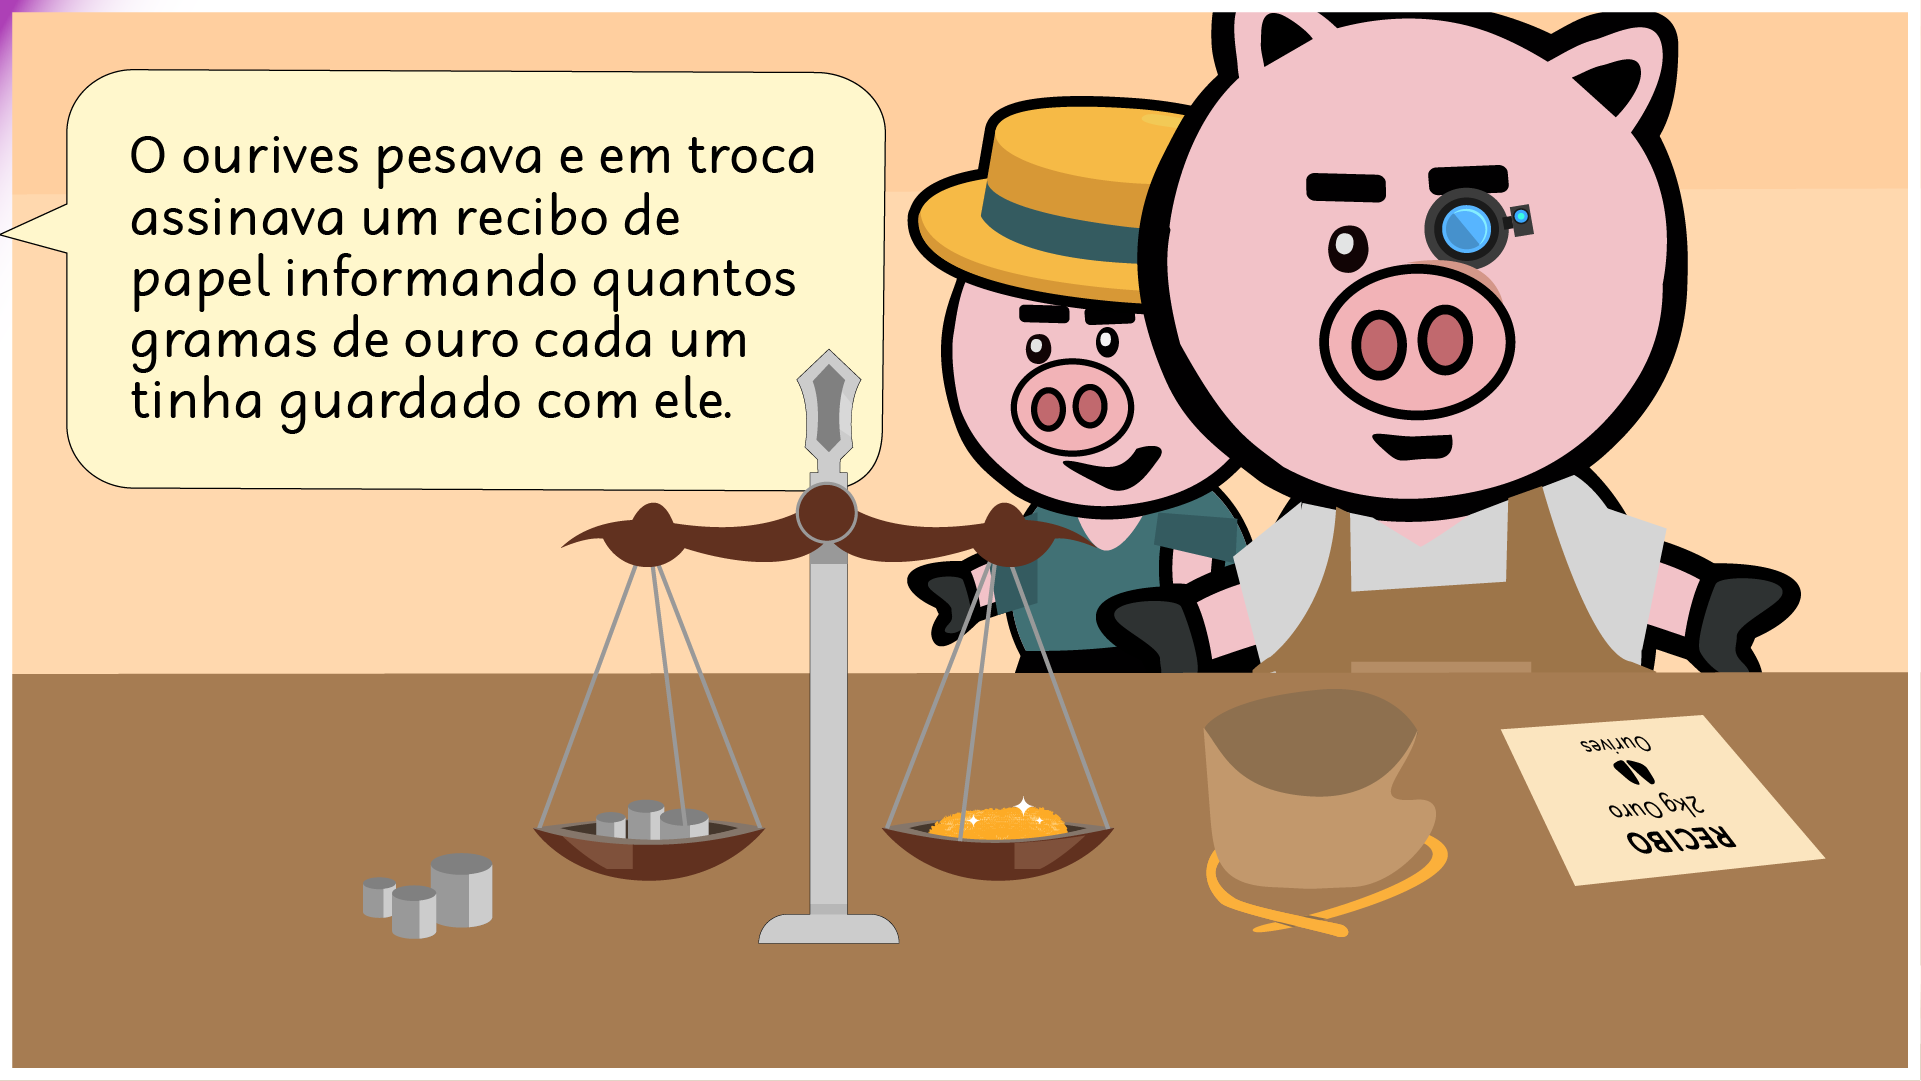 O ourives pesava e em troca
assinava um recibo de
papel informando quantos
gramas de ouro cada um
tinha guardado com ele.
RECIBO
2kg Ouro
Ourives